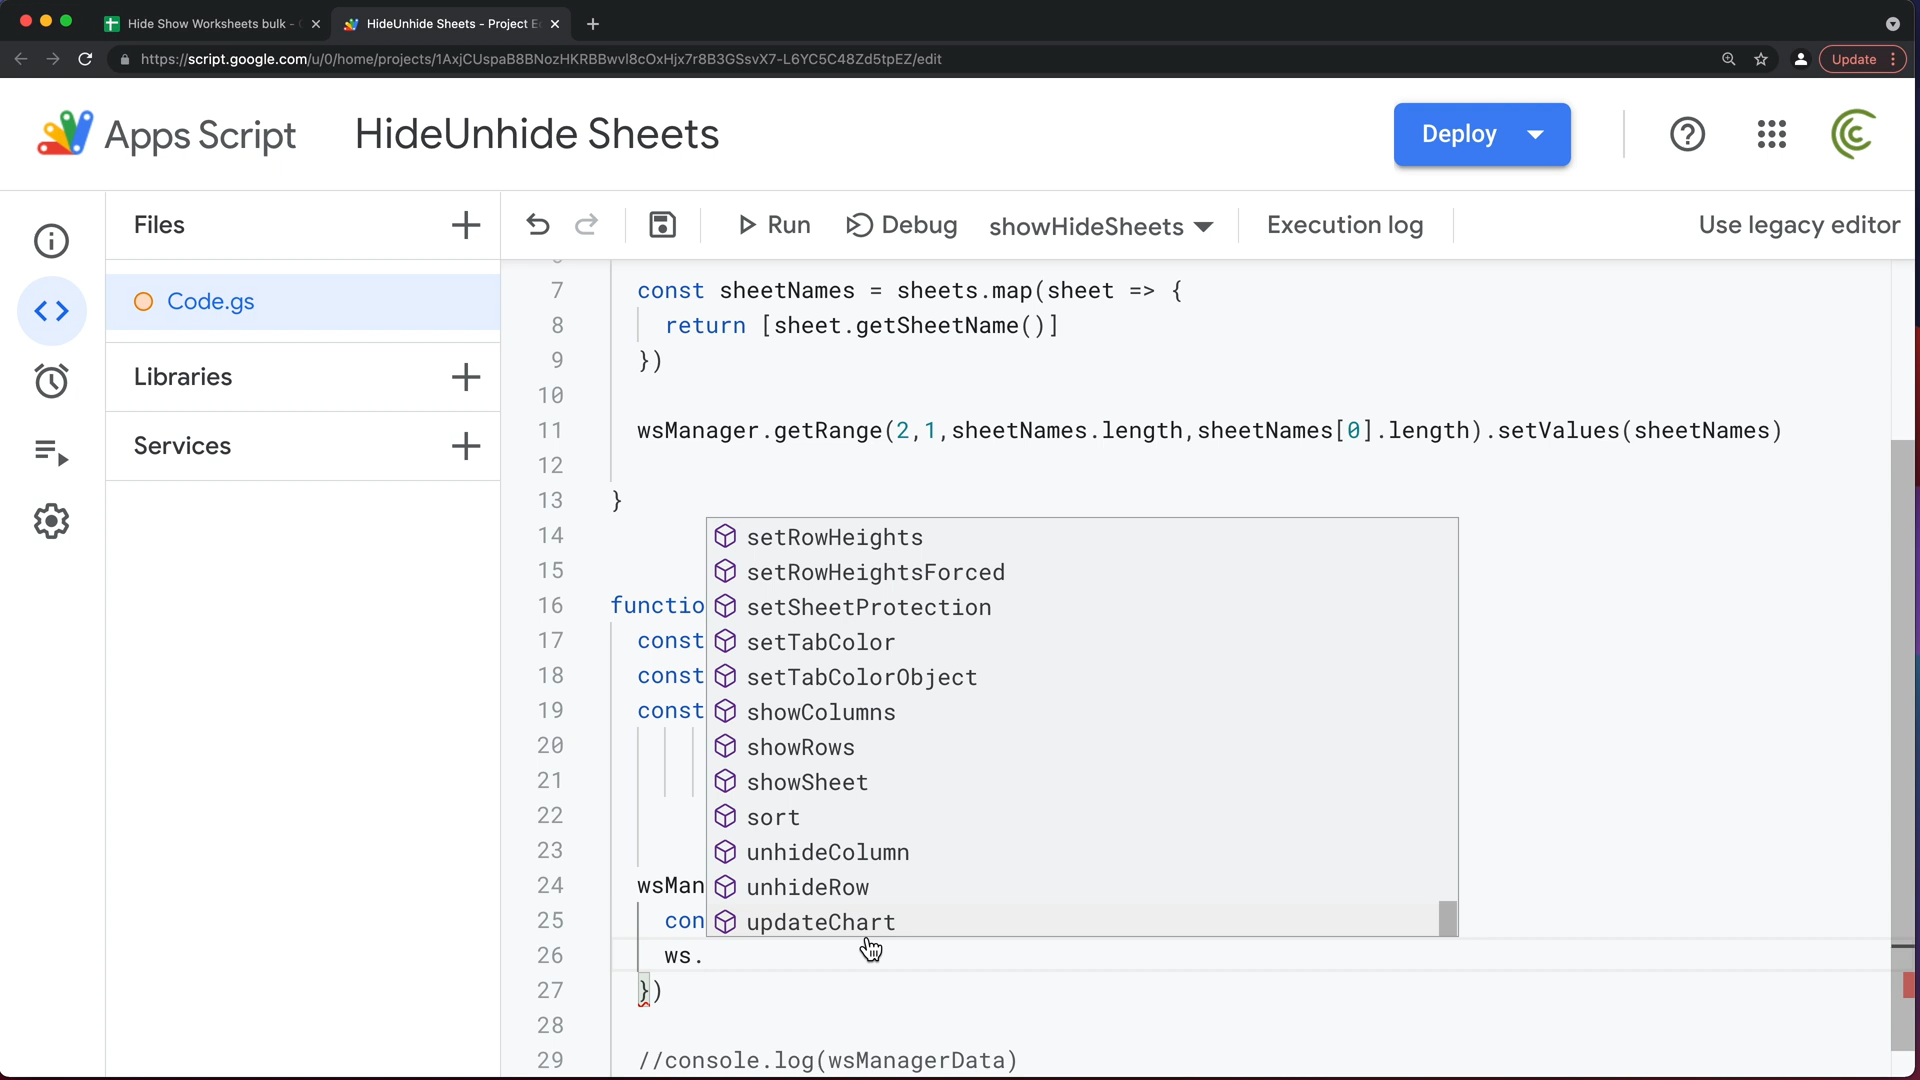 Hide Show Worksheets bulk -
HideUnhide Sheets - Project E
https://script.google.com/u/0/home/projects/1AxjCUspaB8BNozHKRBBwvl8cOxHjx7r8B3GSsvX7-L6YC5C48Zd5tpEZ/edit
Update
Apps Script
HideUnhide Sheets
Deploy
Files
Run
Debug
showHideSheets
Execution log
Use legacy editor
Code.gs
Libraries
Services
7 const sheetNames = sheets.map(sheet => {
8 return [sheet.getSheetName()]
9 })
10
11 wsManager.getRange(2,1,sheetNames.length,sheetNames[0].length).setValues(sheetNames)
12
13 }
14 setRowHeights
15 setRowHeightsForced
16 functio setSheetProtection
17 const setTabColor
18 const setTabColorObject
19 const showColumns
20 showRows
21 showSheet
22 sort
23 unhideColumn
24 wsMan unhideRow
25 con updateChart
26 ws.
27 })
28
29 //console.log(wsManagerData)